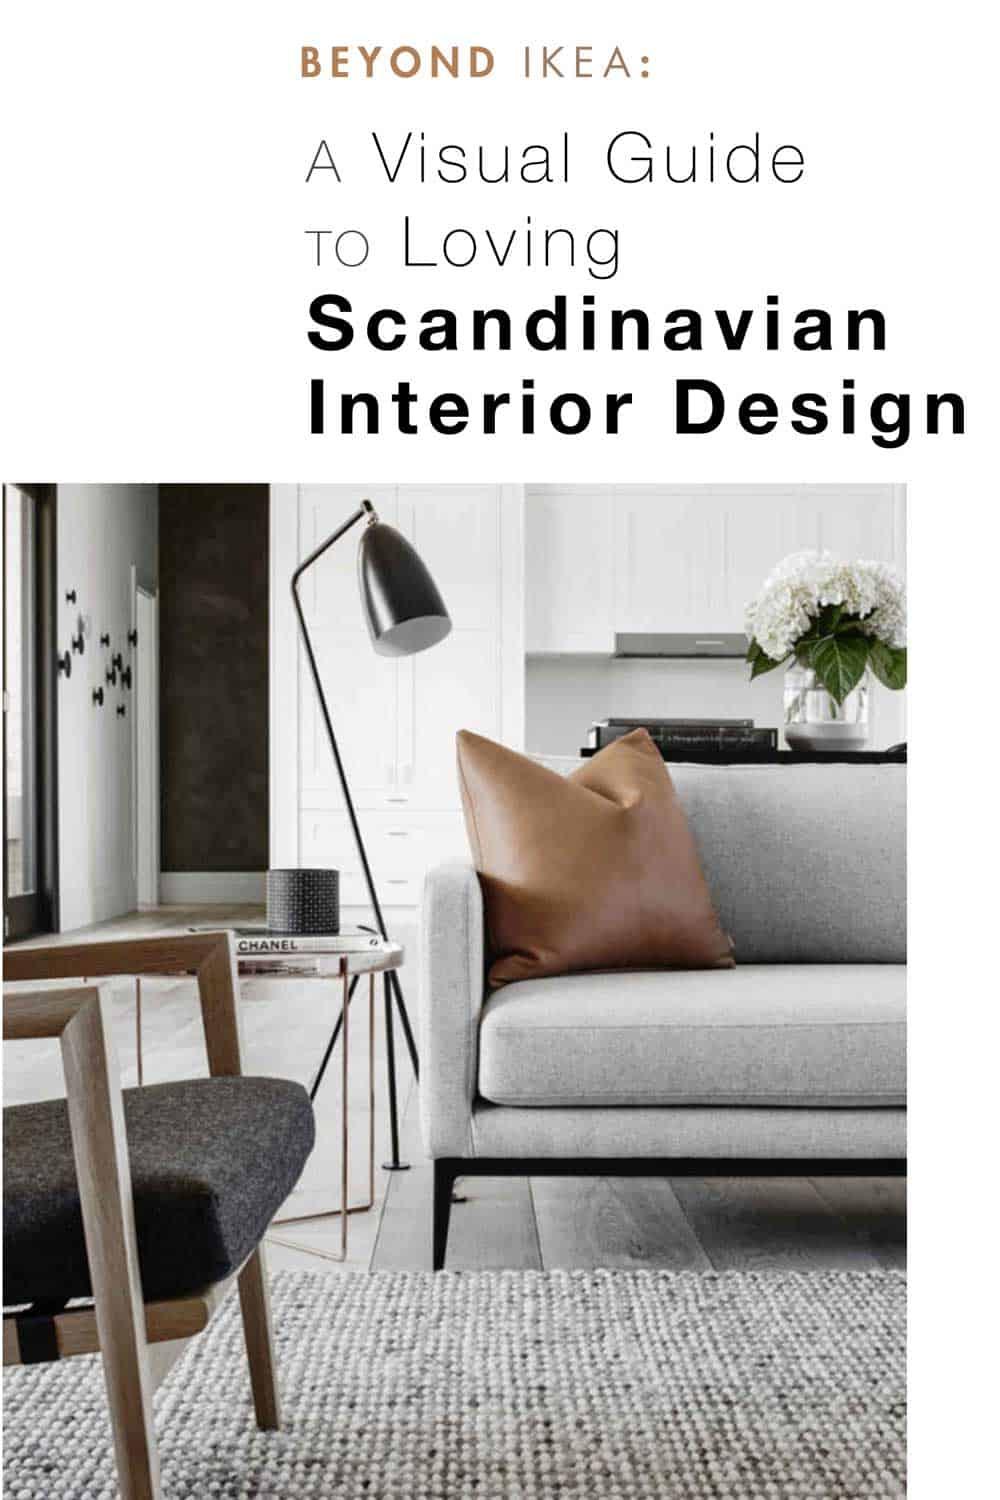 BEYOND IKEA:
A Visual Guide
TO Loving
Scandinavian
Interior Design
CHANEL